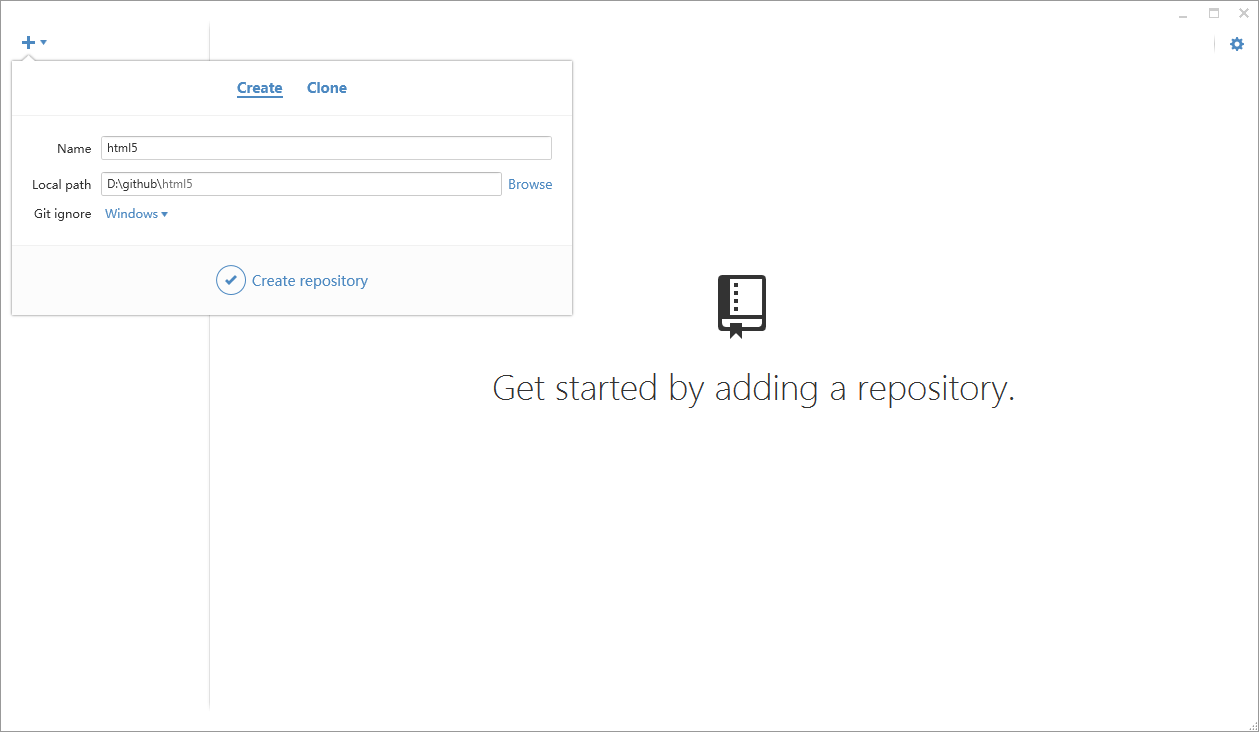 Create Clone
Name html5
Local path D:\github\html5 Browse
Git ignore Windows
Create repository
Get started by adding a repository.